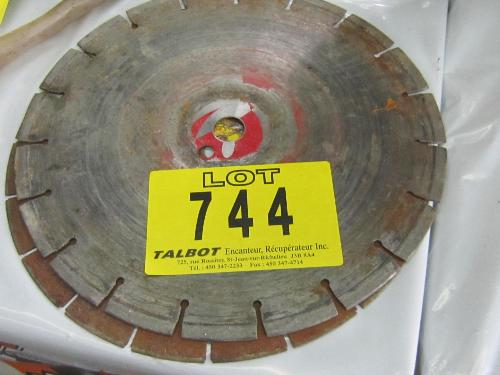 LOT
744
TALBOT Encanteur, Récupérateur Inc.
725, rue Rossiter, St-Jean-sur-Richelieu J3B 8A4
Tél. : 450 347-2253 Fax : 450 347-4714